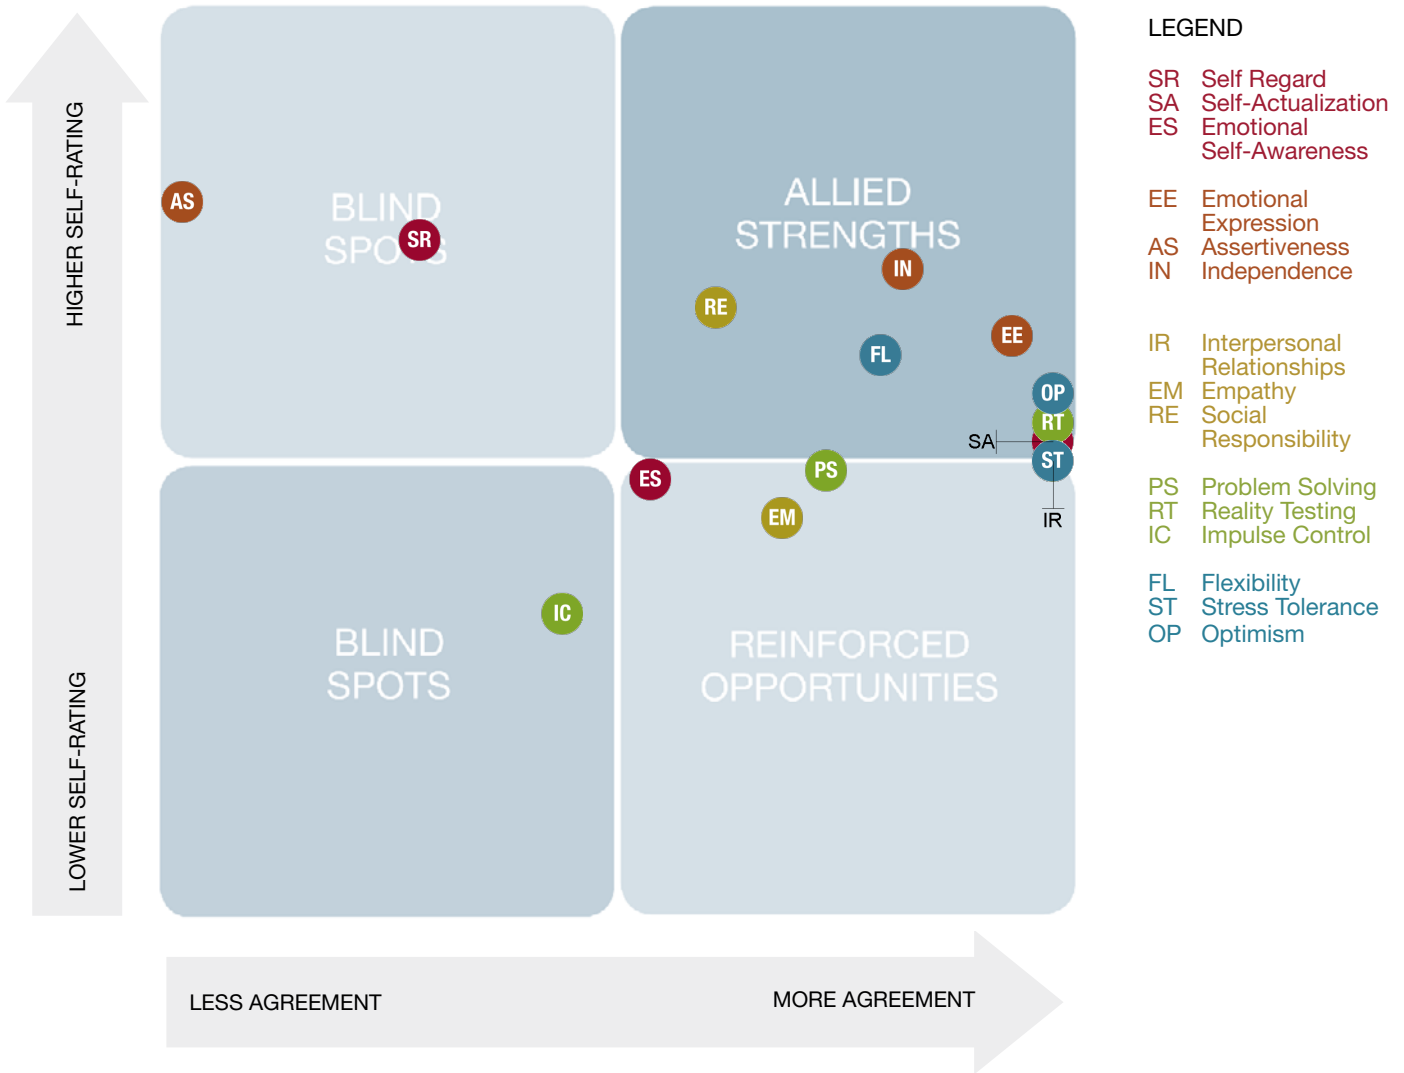 HIGHER SELF-RATING
LOWER SELF-RATING
BLIND
SPOTS
AS
SR
ALLIED
STRENGTHS
IN
RE
EE
FL
OP
RT
SA
ST
IR
ES
PS
EM
BLIND
SPOTS
IC
REINFORCED
OPPORTUNITIES
LESS AGREEMENT
MORE AGREEMENT
LEGEND
SR Self Regard
SA Self-Actualization
ES Emotional
Self-Awareness
EE Emotional
Expression
AS Assertiveness
IN Independence
IR Interpersonal
Relationships
EM Empathy
RE Social
Responsibility
PS Problem Solving
RT Reality Testing
IC Impulse Control
FL Flexibility
ST Stress Tolerance
OP Optimism